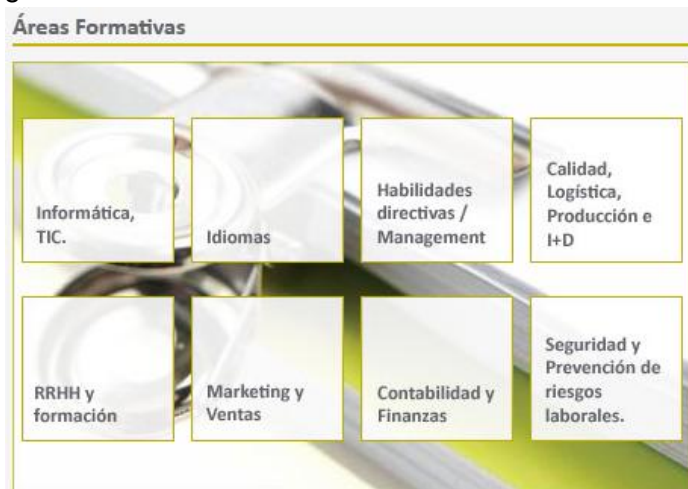 Áreas Formativas
Informática,
TIC.
Idiomas
Habilidades
directivas /
Management
Calidad,
Logística,
Producción e
I+D
RRHH y
formación
Marketing y
Ventas
Contabilidad y
Finanzas
Seguridad y
Prevención de
riesgos
laborales.